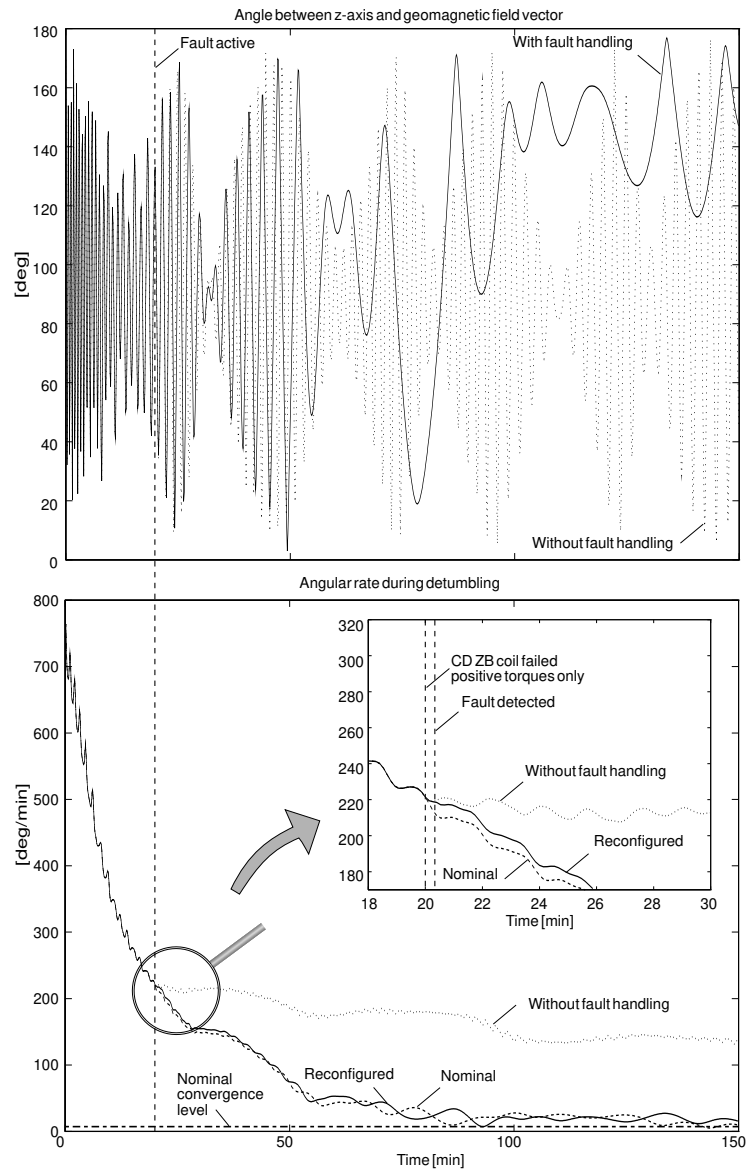 Angle between z-axis and geomagnetic field vector
180
160
140
120
100
80
60
40
20
0
[deg]
Fault active
With fault handling
Without fault handling
Angular rate during detumbling
800
700
600
500
400
300
200
100
0
[deg/min]
320
300
280
260
240
220
200
180
CD ZB coil failed
positive torques only
Fault detected
Without fault handling
Reconfigured
Nominal
18
20
22
24
26
28
30
Time [min]
Without fault handling
Nominal
convergence
level
Reconfigured
Nominal
0
50
100
150
Time [min]